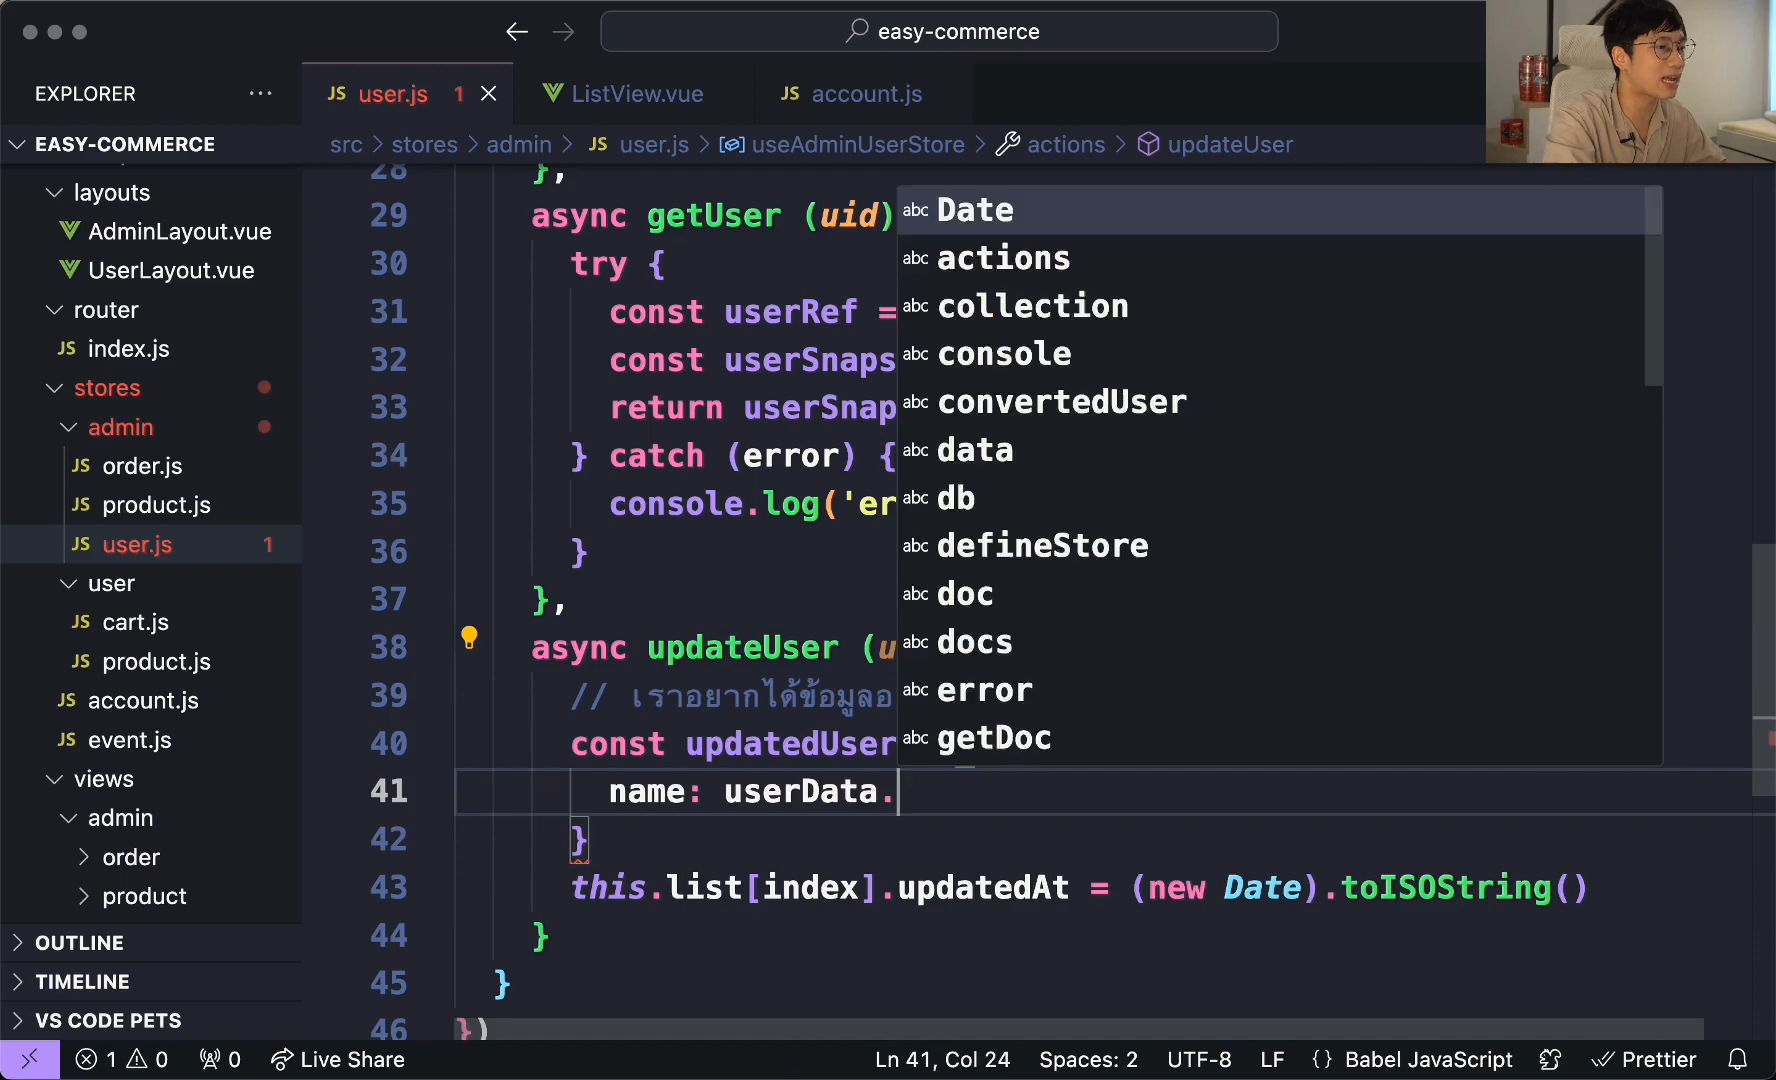 easy-commerce
EXPLORER
JS user.js 1
ListView.vue
JS account.js
EASY-COMMERCE
src > stores > admin > JS user.js > useAdminUserStore > actions > updateUser
layouts
AdminLayout.vue
UserLayout.vue
router
JS index.js
stores
admin
JS order.js
JS product.js
JS user.js 1
user
JS cart.js
JS product.js
JS account.js
JS event.js
views
admin
order
product
OUTLINE
TIMELINE
VS CODE PETS
28 },
29 async getUser (uid)
30 try {
31 const userRef =
32 const userSnaps
33 return userSnap
34 } catch (error) {
35 console.log('er
36 }
37 },
38 async updateUser (u
39 // เราอยากได้ข้อมูลอ
40 const updatedUser
41 name: userData.
42 }
43 this.list[index].updatedAt = (new Date).toISOString()
44 }
45 }
46 })
abc Date
abc actions
abc collection
abc console
abc convertedUser
abc data
abc db
abc defineStore
abc doc
abc docs
abc error
abc getDoc
1 0 0 Live Share Ln 41, Col 24 Spaces: 2 UTF-8 LF {} Babel JavaScript Prettier